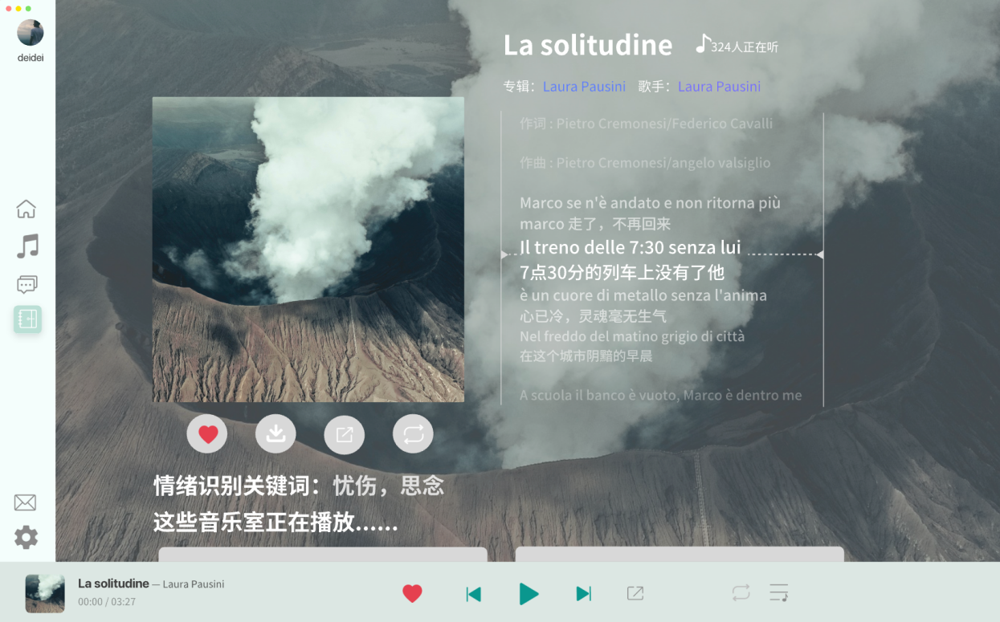 deidei
La solitudine
324人正在听
专辑：Laura Pausini 歌手：Laura Pausini
作词 : Pietro Cremonesi/Federico Cavalli
作曲 : Pietro Cremonesi/angelo valsiglio
Marco se n'è andato e non ritorna più
marco 走了，不再回来
Il treno delle 7:30 senza lui
7点30分的列车上没有了他
è un cuore di metallo senza l'anima
心已冷，灵魂毫无生气
Nel freddo del matino grigio di città
在这个城市阴黯的早晨
A scuola il banco è vuoto, Marco è dentro me
情绪识别关键词：忧伤，思念
这些音乐室正在播放......
La solitudine — Laura Pausini
00:00 / 03:27